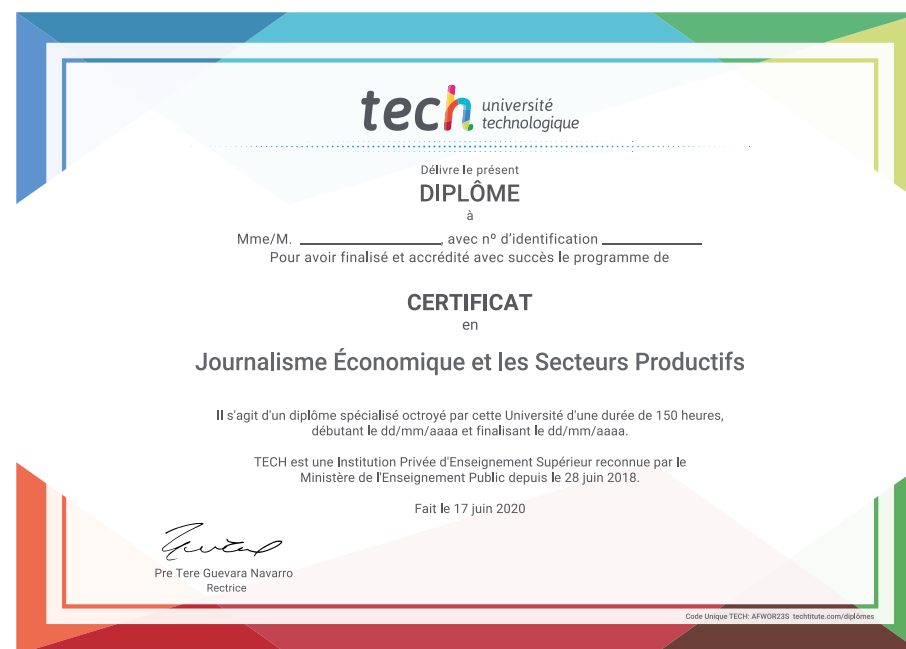 tech université
technologique
Délivre le présent
DIPLÔME
à
Mme/M. ____________________, avec nº d'identification ______________
Pour avoir finalisé et accrédité avec succès le programme de
CERTIFICAT
en
Journalisme Économique et les Secteurs Productifs
Il s'agit d'un diplôme spécialisé octroyé par cette Université d'une durée de 150 heures,
débutant le dd/mm/aaaa et finalisant le dd/mm/aaaa.
TECH est une Institution Privée d'Enseignement Supérieur reconnue par le
Ministère de l'Enseignement Public depuis le 28 juin 2018.
Fait le 17 juin 2020
Pre Tere Guevara Navarro
Rectrice
Code Unique TECH: AFWOR23S techtitute.com/diplômes